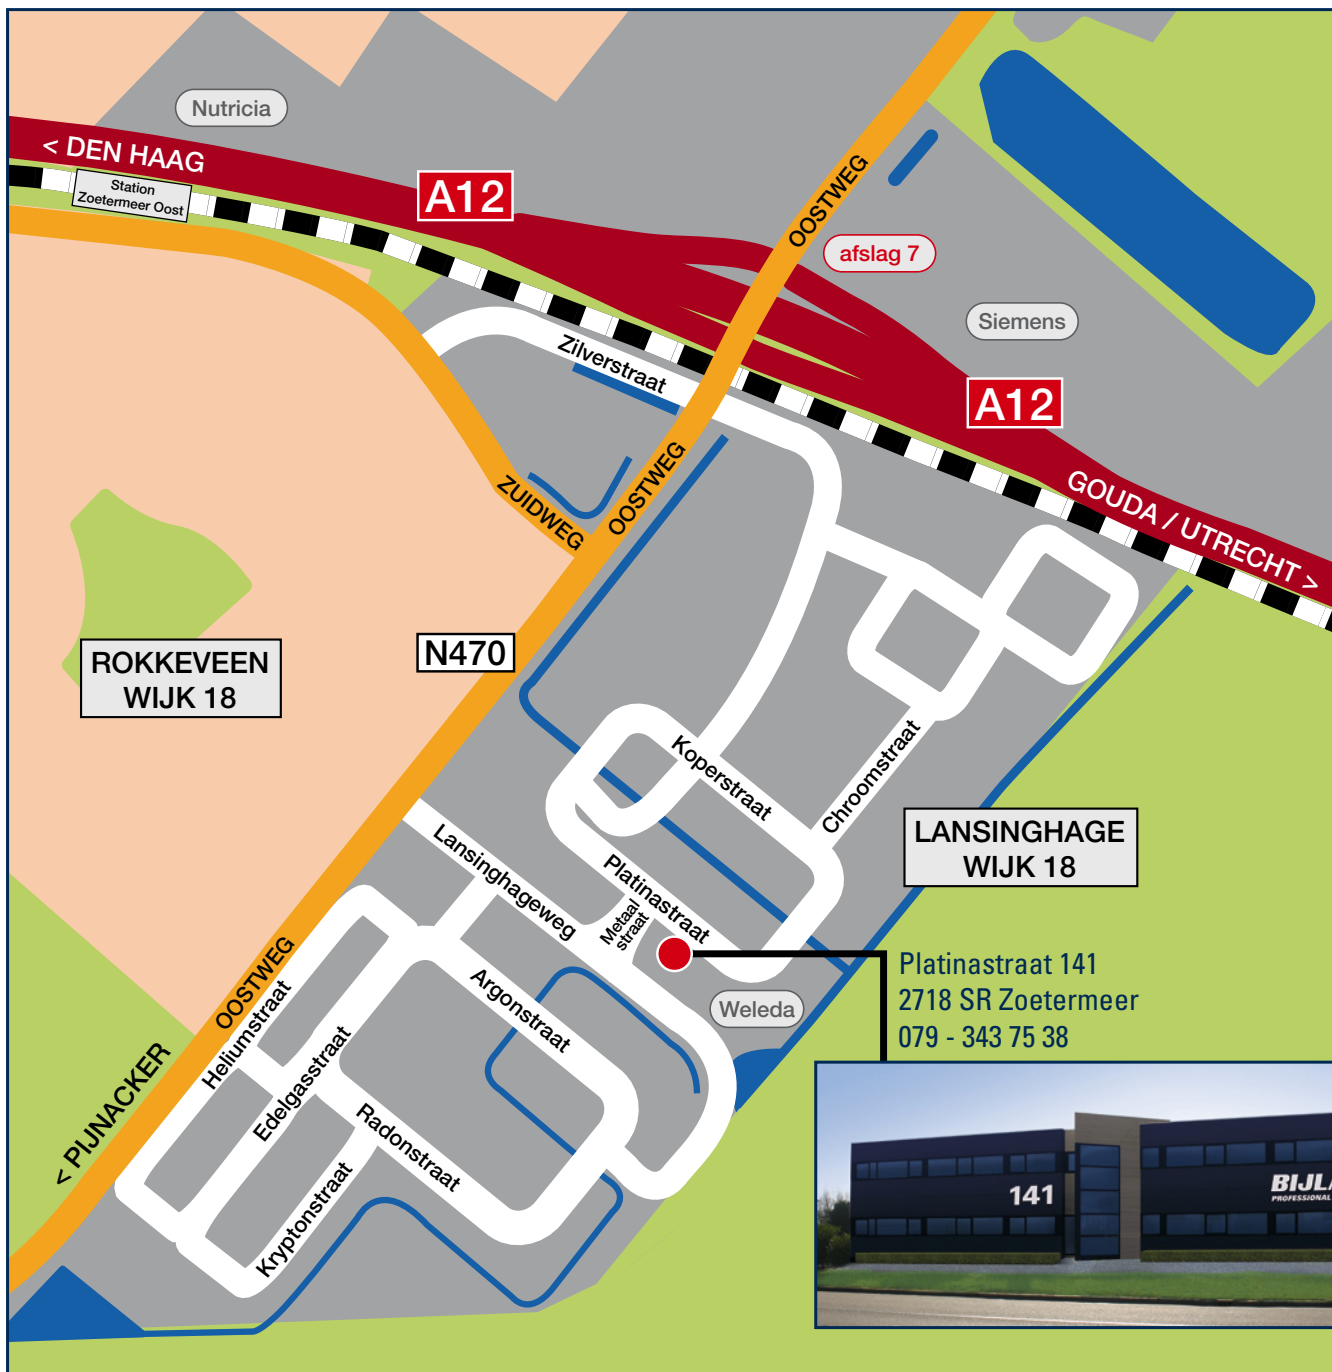 Nutricia
< DEN HAAG
Station
Zoetermeer Oost
A12
OOSTWEG
afslag 7
Siemens
Zilverstraat
A12
GOUDA / UTRECHT >
ZUIDWEG
OOSTWEG
ROKKEVEEN
WIJK 18
N470
Koperstraat
Chroomstraat
LANSINGHAGE
WIJK 18
Lansinghageweg
Platinastraat
Metaal
straat
OOSTWEG
Argonstraat
Weleda
Platinastraat 141
2718 SR Zoetermeer
079 - 343 75 38
Heliumstraat
Edelgasstraat
< PIJNACKER
Radonstraat
Kryptonstraat
141
BIJL
PROFESSIONAL